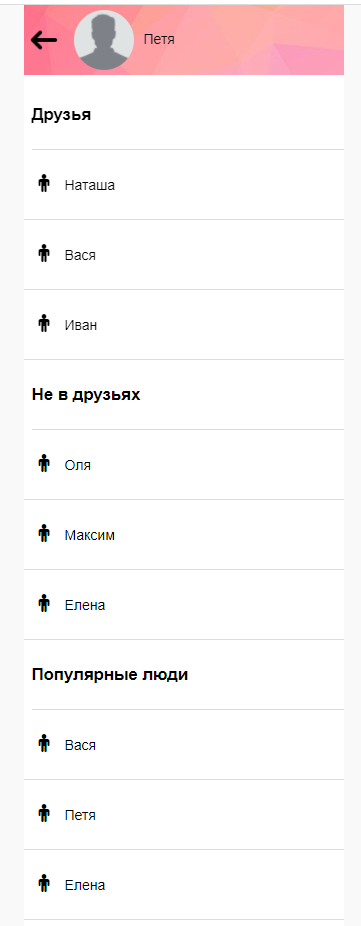 Петя
Друзья
Наташа
Вася
Иван
Не в друзьях
Оля
Максим
Елена
Популярные люди
Вася
Петя
Елена